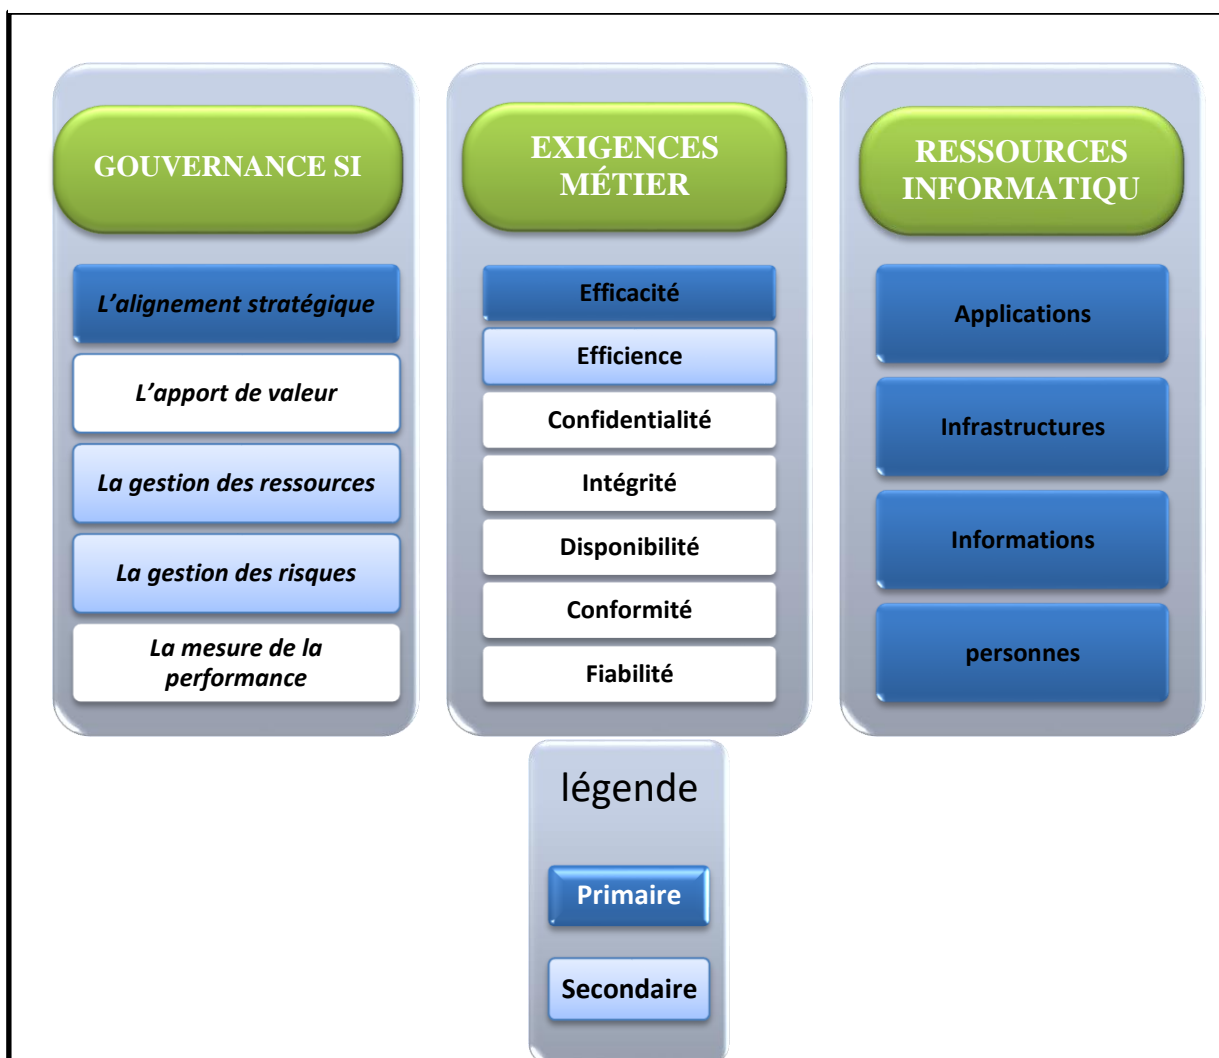 GOUVERNANCE SI
L’alignement stratégique
L’apport de valeur
La gestion des ressources
La gestion des risques
La mesure de la
performance
EXIGENCES
MÉTIER
Efficacité
Efficience
Confidentialité
Intégrité
Disponibilité
Conformité
Fiabilité
RESSOURCES
INFORMATIQU
Applications
Infrastructures
Informations
personnes
légende
Primaire
Secondaire